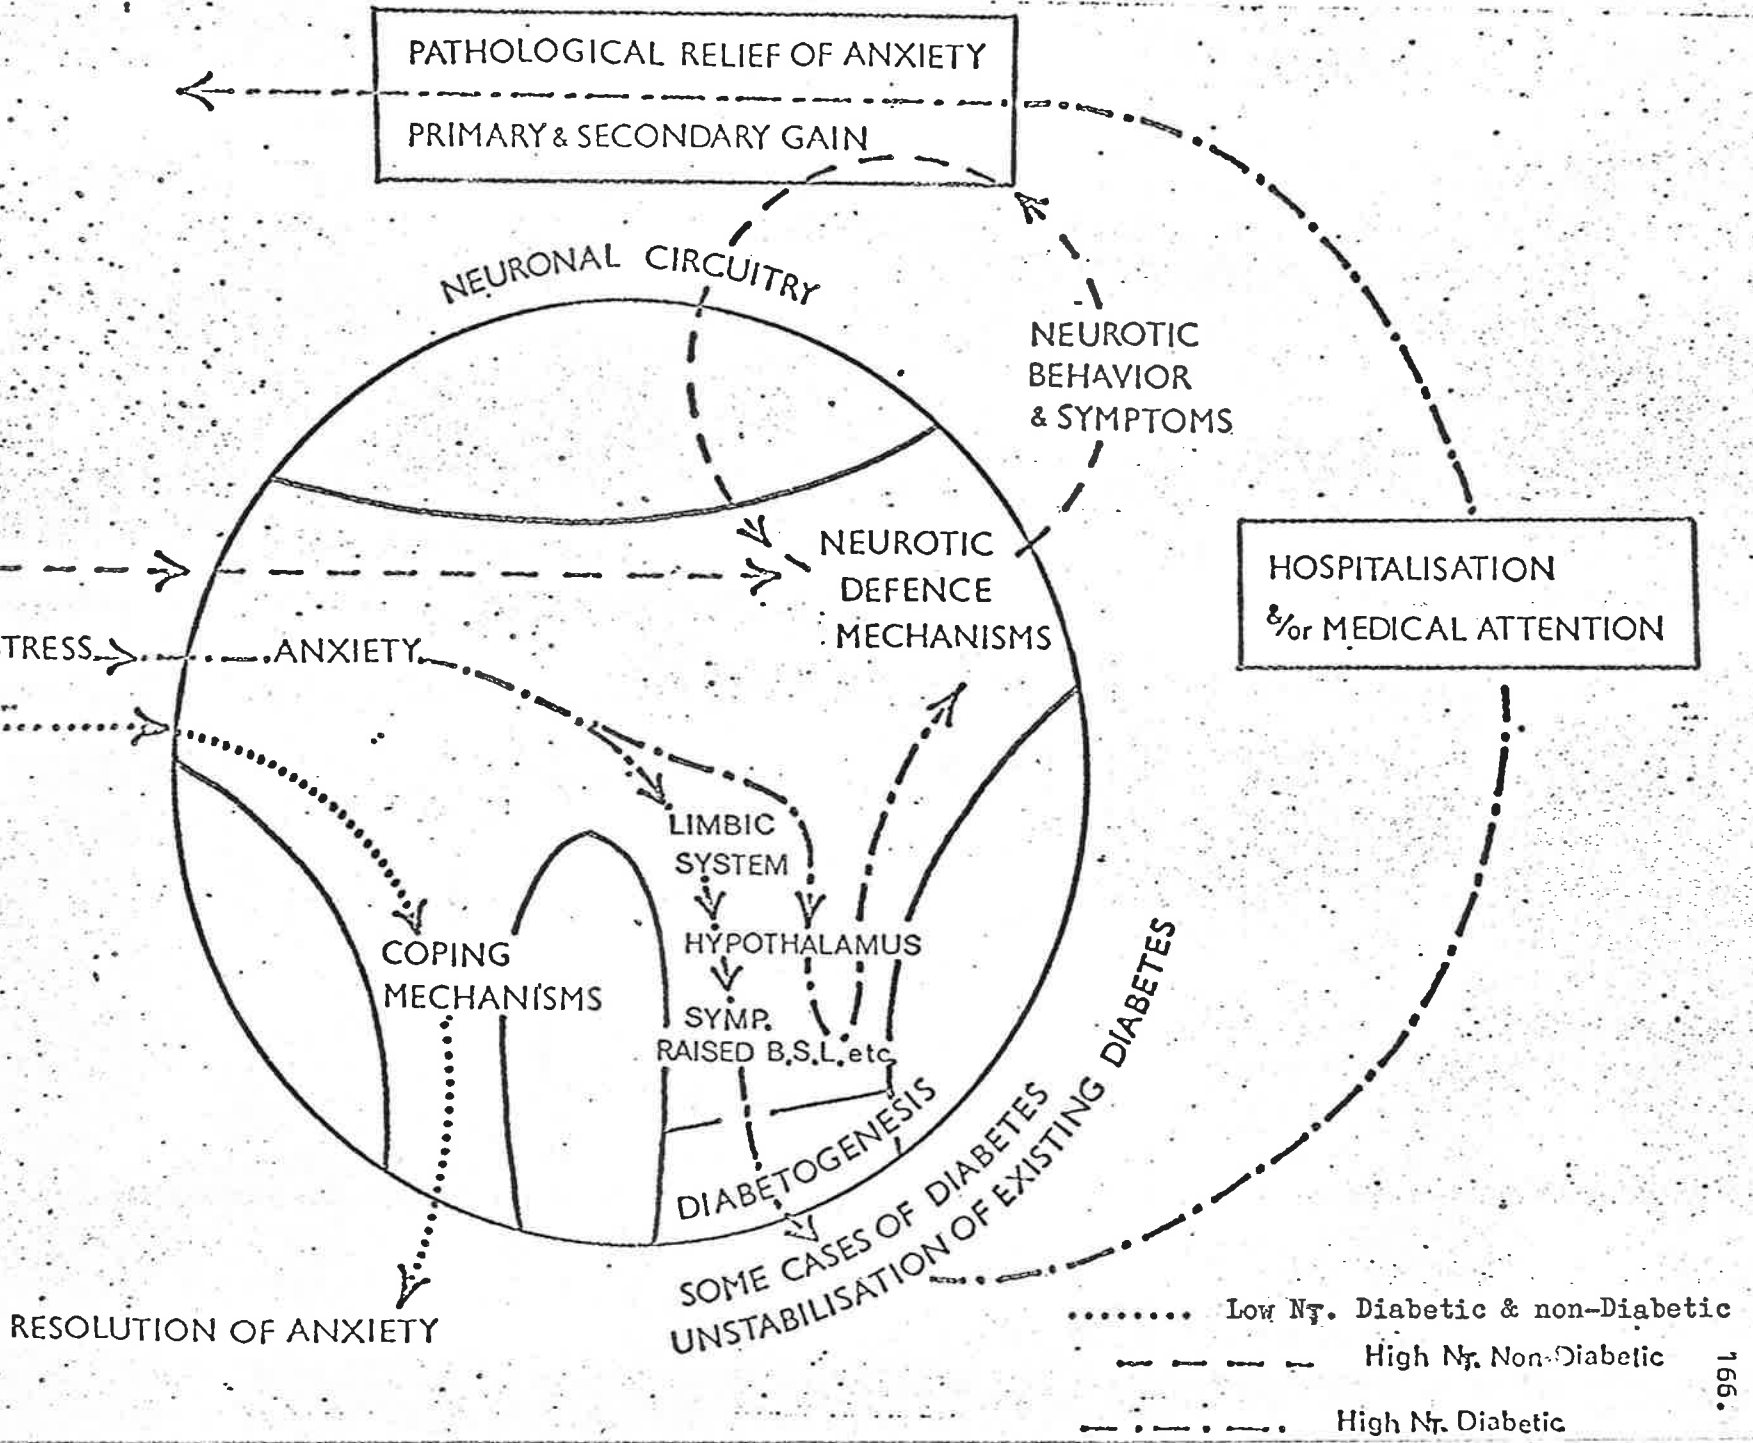 PATHOLOGICAL RELIEF OF ANXIETY
PRIMARY & SECONDARY GAIN
NEURONAL CIRCUITRY
NEUROTIC
BEHAVIOR
& SYMPTOMS
NEUROTIC
DEFENCE
MECHANISMS
HOSPITALISATION
&/or MEDICAL ATTENTION
TRESS
ANXIETY
LIMBIC
SYSTEM
HYPOTHALAMUS
SYMP.
RAISED B.S.L. etc.
COPING
MECHANISMS
DIABETOGENESIS
SOME CASES OF DIABETES
UNSTABILISATION OF EXISTING DIABETES
RESOLUTION OF ANXIETY
Low NT. Diabetic & non-Diabetic
High NT. Non-Diabetic
High NT. Diabetic
166.